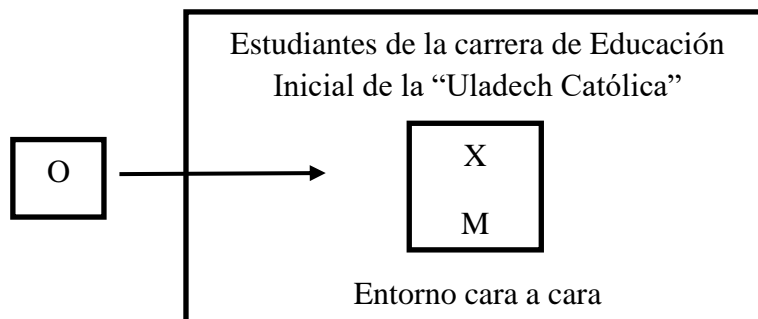 Estudiantes de la carrera de Educación
Inicial de la “Uladech Católica”
O
X
M
Entorno cara a cara